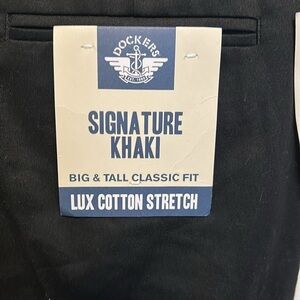 DOCKERS
SIGNATURE
KHAKI
BIG & TALL CLASSIC FIT
LUX COTTON STRETCH